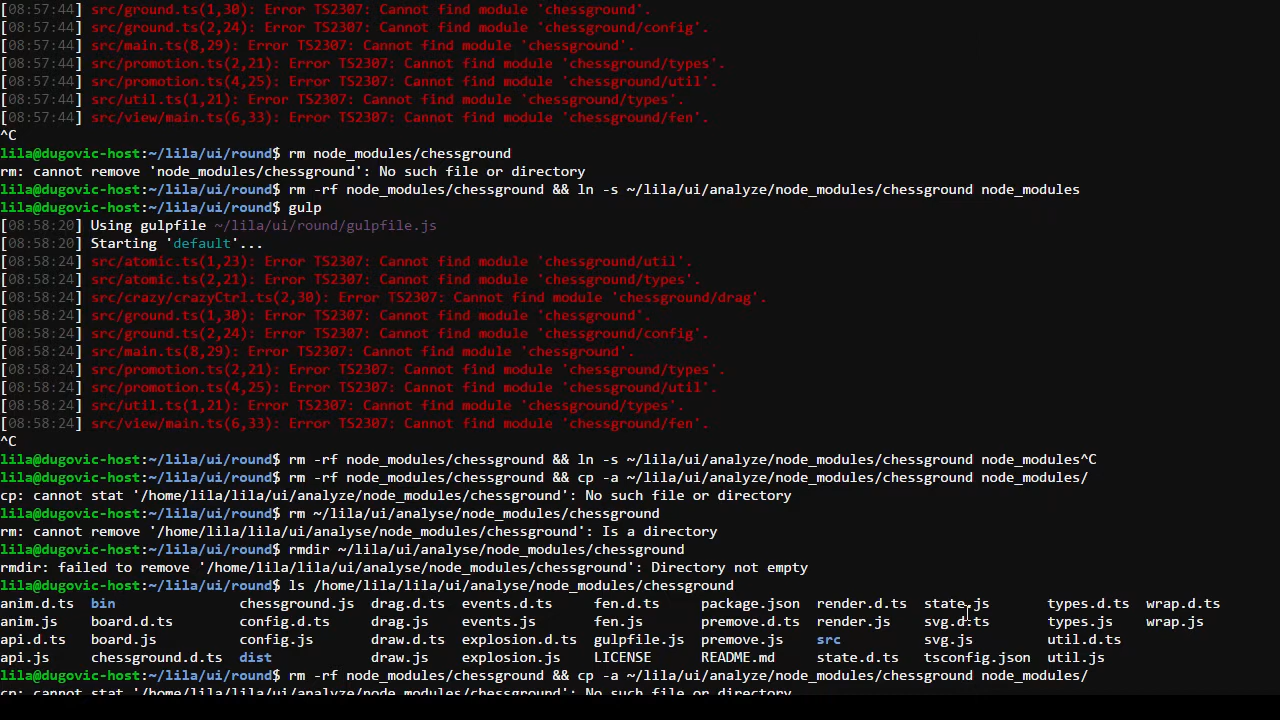 [08:57:44] src/ground.ts(1,30): Error TS2307: Cannot find module 'chessground'.
[08:57:44] src/ground.ts(2,24): Error TS2307: Cannot find module 'chessground/config'.
[08:57:44] src/main.ts(8,29): Error TS2307: Cannot find module 'chessground'.
[08:57:44] src/promotion.ts(2,21): Error TS2307: Cannot find module 'chessground/types'.
[08:57:44] src/promotion.ts(4,25): Error TS2307: Cannot find module 'chessground/util'.
[08:57:44] src/util.ts(1,21): Error TS2307: Cannot find module 'chessground/types'.
[08:57:44] src/view/main.ts(6,33): Error TS2307: Cannot find module 'chessground/fen'.
^C
lila@dugovic-host:~/lila/ui/round$ rm node_modules/chessground
rm: cannot remove 'node_modules/chessground': No such file or directory
lila@dugovic-host:~/lila/ui/round$ rm -rf node_modules/chessground && ln -s ~/lila/ui/analyze/node_modules/chessground node_modules
lila@dugovic-host:~/lila/ui/round$ gulp
[08:58:20] Using gulpfile ~/lila/ui/round/gulpfile.js
[08:58:20] Starting 'default'...
[08:58:24] src/atomic.ts(1,23): Error TS2307: Cannot find module 'chessground/util'.
[08:58:24] src/atomic.ts(2,21): Error TS2307: Cannot find module 'chessground/types'.
[08:58:24] src/crazy/crazyCtrl.ts(2,30): Error TS2307: Cannot find module 'chessground/drag'.
[08:58:24] src/ground.ts(1,30): Error TS2307: Cannot find module 'chessground'.
[08:58:24] src/ground.ts(2,24): Error TS2307: Cannot find module 'chessground/config'.
[08:58:24] src/main.ts(8,29): Error TS2307: Cannot find module 'chessground'.
[08:58:24] src/promotion.ts(2,21): Error TS2307: Cannot find module 'chessground/types'.
[08:58:24] src/promotion.ts(4,25): Error TS2307: Cannot find module 'chessground/util'.
[08:58:24] src/util.ts(1,21): Error TS2307: Cannot find module 'chessground/types'.
[08:58:24] src/view/main.ts(6,33): Error TS2307: Cannot find module 'chessground/fen'.
^C
lila@dugovic-host:~/lila/ui/round$ rm -rf node_modules/chessground && ln -s ~/lila/ui/analyze/node_modules/chessground node_modules^C
lila@dugovic-host:~/lila/ui/round$ rm -rf node_modules/chessground && cp -a ~/lila/ui/analyze/node_modules/chessground node_modules/
cp: cannot stat '/home/lila/lila/ui/analyze/node_modules/chessground': No such file or directory
lila@dugovic-host:~/lila/ui/round$ rm ~/lila/ui/analyse/node_modules/chessground
rm: cannot remove '/home/lila/lila/ui/analyse/node_modules/chessground': Is a directory
lila@dugovic-host:~/lila/ui/round$ rmdir ~/lila/ui/analyse/node_modules/chessground
rmdir: failed to remove '/home/lila/lila/ui/analyse/node_modules/chessground': Directory not empty
lila@dugovic-host:~/lila/ui/round$ ls /home/lila/lila/ui/analyse/node_modules/chessground
anim.d.ts bin chessground.js drag.d.ts events.d.ts fen.d.ts package.json render.d.ts state.js types.d.ts wrap.d.ts
anim.js board.d.ts config.d.ts drag.js events.js fen.js premove.d.ts render.js svg.d.ts types.js wrap.js
api.d.ts board.js config.js draw.d.ts explosion.d.ts gulpfile.js premove.js src svg.js util.d.ts
api.js chessground.d.ts dist draw.js explosion.js LICENSE README.md state.d.ts tsconfig.json util.js
lila@dugovic-host:~/lila/ui/round$ rm -rf node_modules/chessground && cp -a ~/lila/ui/analyze/node_modules/chessground node_modules/
cp: cannot stat '/home/lila/lila/ui/analyze/node_modules/chessground': No such file or directory